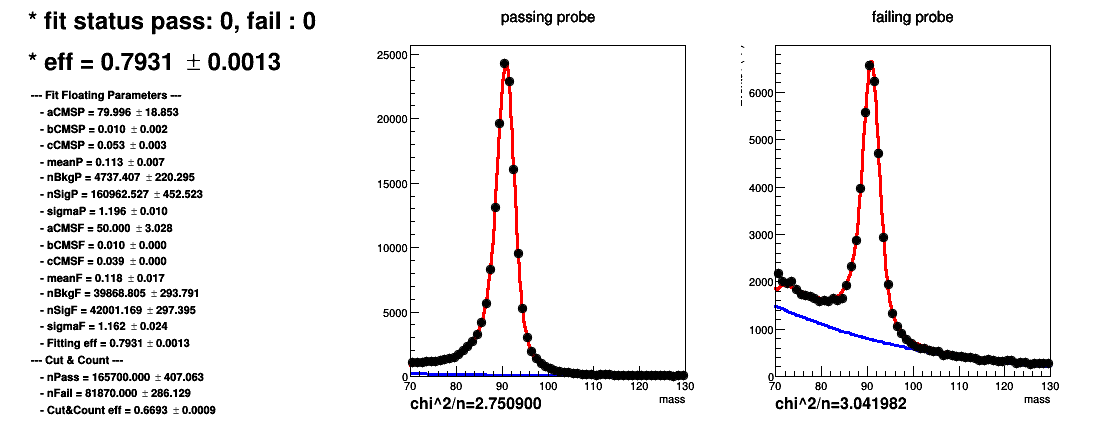 * fit status pass: 0, fail : 0
* eff = 0.7931 ± 0.0013
--- Fit Floating Parameters ---
- aCMSP = 79.996 ± 18.853
- bCMSP = 0.010 ± 0.002
- cCMSP = 0.053 ± 0.003
- meanP = 0.113 ± 0.007
- nBkgP = 4737.407 ± 220.295
- nSigP = 160962.527 ± 452.523
- sigmaP = 1.196 ± 0.010
- aCMSF = 50.000 ± 3.028
- bCMSF = 0.010 ± 0.000
- cCMSF = 0.039 ± 0.000
- meanF = 0.118 ± 0.017
- nBkgF = 39868.805 ± 293.791
- nSigF = 42001.169 ± 297.395
- sigmaF = 1.162 ± 0.024
- Fitting eff = 0.7931 ± 0.0013
--- Cut & Count ---
- nPass = 165700.000 ± 407.063
- nFail = 81870.000 ± 286.129
- Cut&Count eff = 0.6693 ± 0.0009
passing probe
25000
20000
15000
10000
5000
0
70 80 90 100 110 120 130
mass
chi^2/n=2.750900
failing probe
6000
5000
4000
3000
2000
1000
0
70 80 90 100 110 120 130
mass
chi^2/n=3.041982